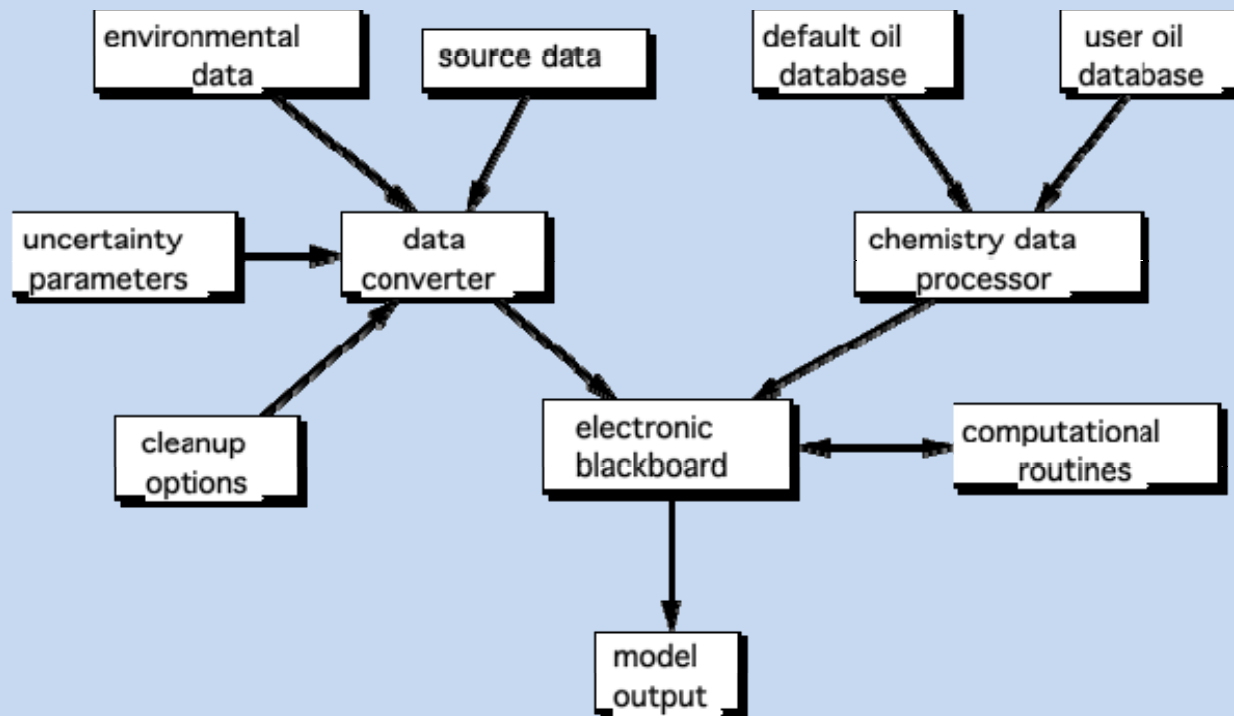 environmental
data
source data
default oil
database
user oil
database
uncertainty
parameters
data
converter
chemistry data
processor
cleanup
options
electronic
blackboard
computational
routines
model
output